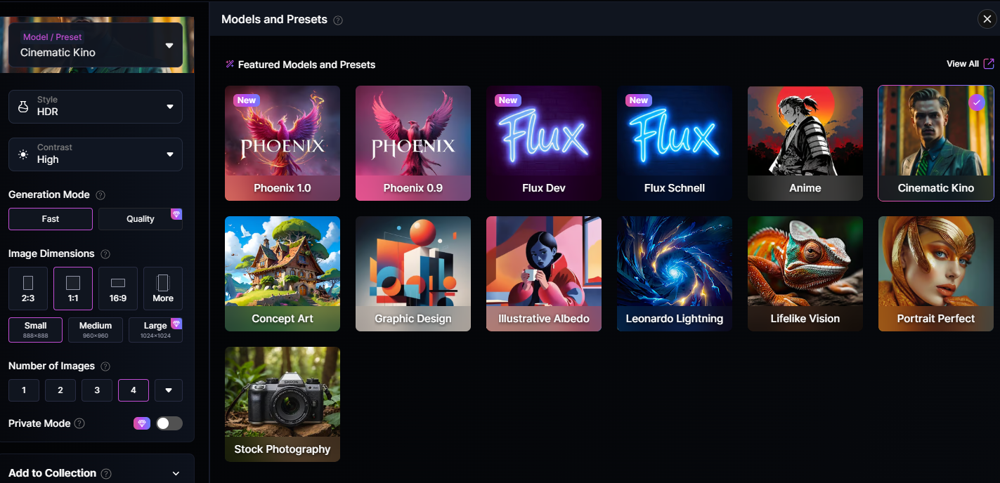 Model / Preset
Cinematic Kino
Style
HDR
Contrast
High
Generation Mode
Fast
Quality
Image Dimensions
2:3
1:1
16:9
More
Small
888×888
Medium
960×960
Large
1024×1024
Number of Images
1
2
3
4
Private Mode
Add to Collection
Models and Presets
Featured Models and Presets
View All
New
PHOENIX
Phoenix 1.0
PHOENIX
Phoenix 0.9
New
Flux
Flux Dev
New
Flux
Flux Schnell
Anime
Cinematic Kino
Concept Art
Graphic Design
Illustrative Albedo
Leonardo Lightning
Lifelike Vision
Portrait Perfect
Stock Photography